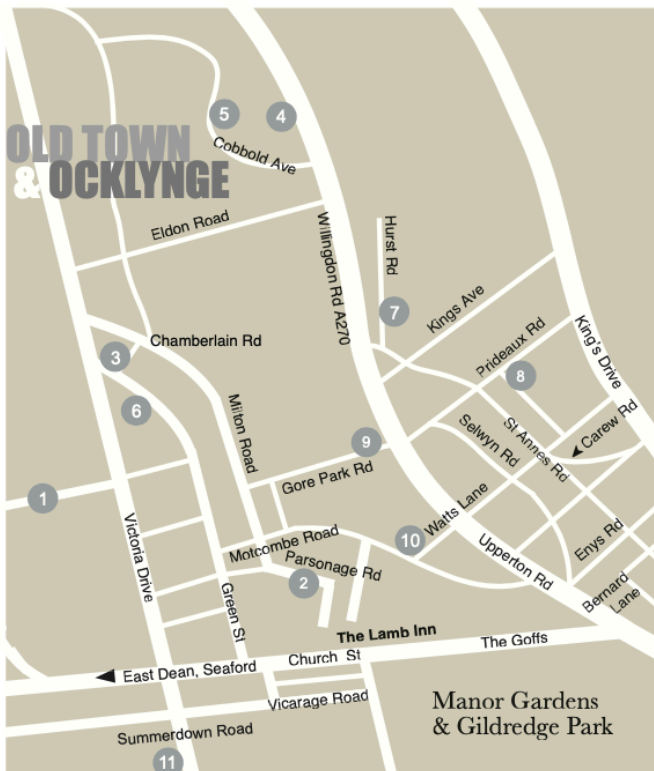 5
4
OLD TOWN
& OCKLYNGE
Cobbold Ave
Eldon Road
Willingdon Rd A270
Hurst Rd
7
Kings Ave
Chamberlain Rd
3
6
Prideaux Rd
8
King's Drive
Milton Road
Selwyn Rd
St Annes Rd
Carew Rd
9
Gore Park Rd
1
Watts Lane
10
Victoria Drive
Motcombe Road
Upperton Rd
Enys Rd
Parsonage Rd
2
Green St
Bernard
Lane
The Lamb Inn
The Goffs
Church St
East Dean, Seaford
Vicarage Road
Manor Gardens
& Gildredge Park
Summerdown Road
11